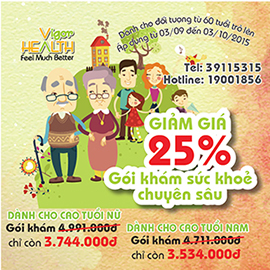 Vigor
HEALTH
Feel Much Better
Dành cho đối tượng từ 60 tuổi trở lên
Áp dụng từ 03/09 đến 03/10/2015
Tel: 39115315
Hotline: 19001856
GIẢM GIÁ
25%
Gói khám sức khoẻ
chuyên sâu
DÀNH CHO CAO TUỔI NỮ
Gói khám 4.991.000đ
chỉ còn 3.744.000đ
DÀNH CHO CAO TUỔI NAM
Gói khám 4.711.000đ
chỉ còn 3.534.000đ